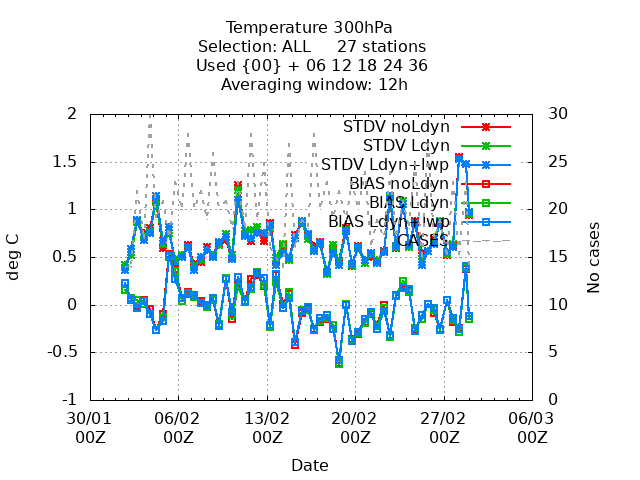 Temperature 300hPa
Selection: ALL 27 stations
Used {00} + 06 12 18 24 36
Averaging window: 12h
STDV noLdyn
STDV Ldyn
STDV Ldyn+lwp
BIAS noLdyn
BIAS Ldyn
BIAS Ldyn+lwp
CASES
2
1.5
1
0.5
0
-0.5
-1
deg C
30
25
20
15
10
5
0
No cases
30/01 06/02 13/02 20/02 27/02 06/03
00Z 00Z 00Z 00Z 00Z 00Z
Date